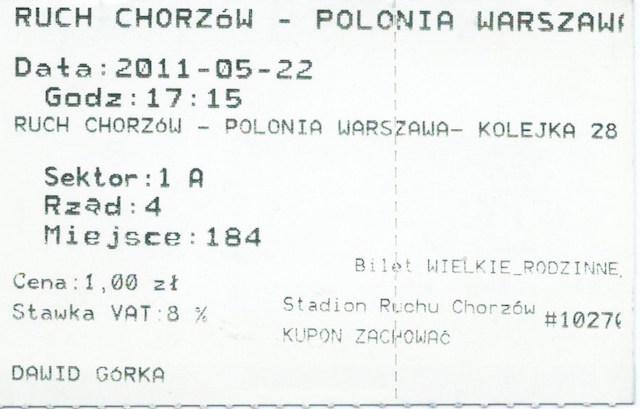 RUCH CHORZóW - POLONIA WARSZAW
Data:2011-05-22
Godz:17:15
RUCH CHORZóW - POLONIA WARSZAWA- KOLEJKA 28
Sektor:1 A
Rząd:4
Miejsce:184
Bilet WIELKIE_RODZINNE
Cena:1,00 zł
Stadion Ruchu Chorzów #1027
Stawka VAT:8 %
KUPON ZACHOWAć
DAWID GóRKA